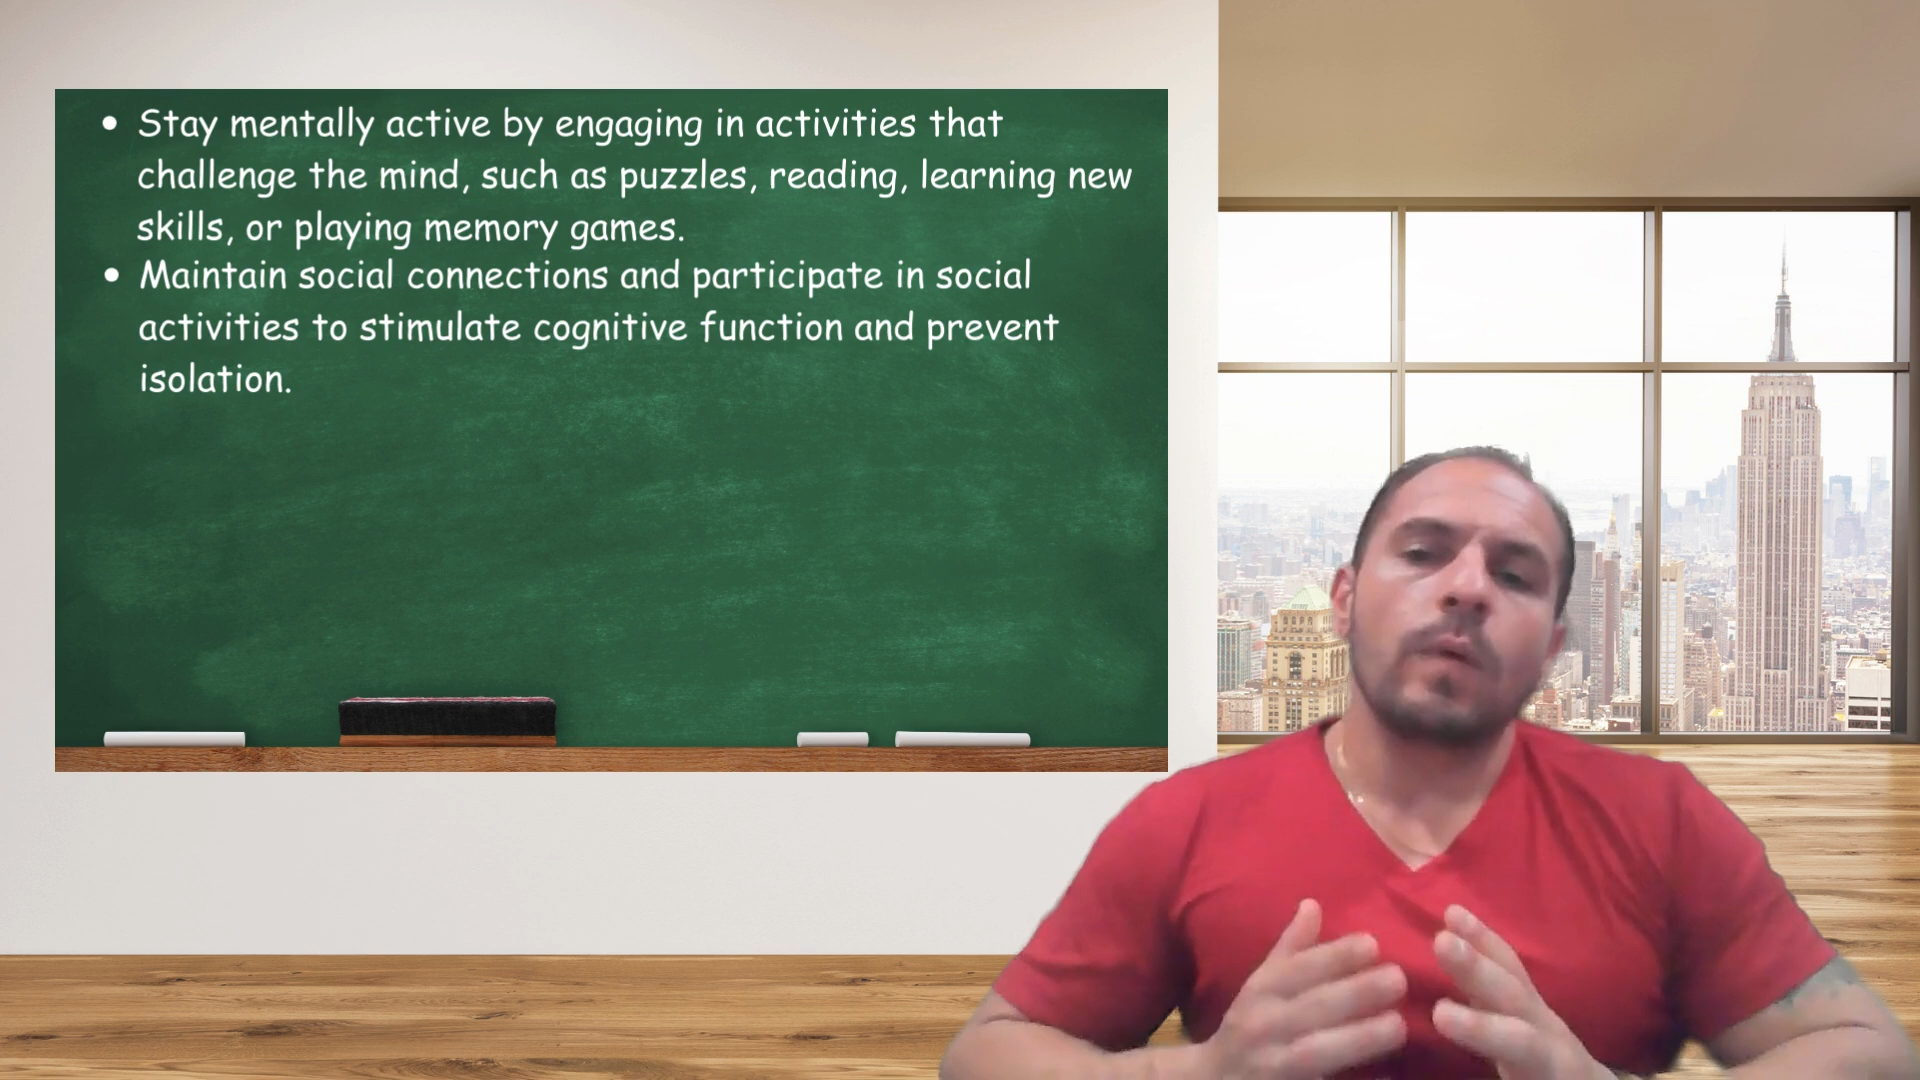 • Stay mentally active by engaging in activities that
challenge the mind, such as puzzles, reading, learning new
skills, or playing memory games.
• Maintain social connections and participate in social
activities to stimulate cognitive function and prevent
isolation.